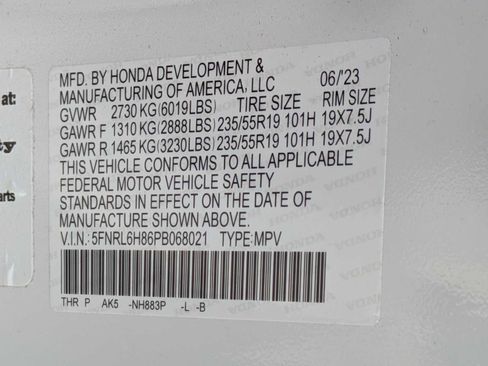 at:
ty
arts
MFD. BY HONDA DEVELOPMENT &
MANUFACTURING OF AMERICA, LLC 06/'23
GVWR 2730 KG(6019LBS) TIRE SIZE RIM SIZE
GAWR F 1310 KG(2888LBS) 235/55R19 101H 19X7.5J
GAWR R 1465 KG(3230LBS) 235/55R19 101H 19X7.5J
THIS VEHICLE CONFORMS TO ALL APPLICABLE
FEDERAL MOTOR VEHICLE SAFETY
STANDARDS IN EFFECT ON THE DATE OF
MANUFACTURE SHOWN ABOVE.
V.I.N.: 5FNRL6H86PB068021 TYPE:MPV
THR P AK5 -NH883P -L -B